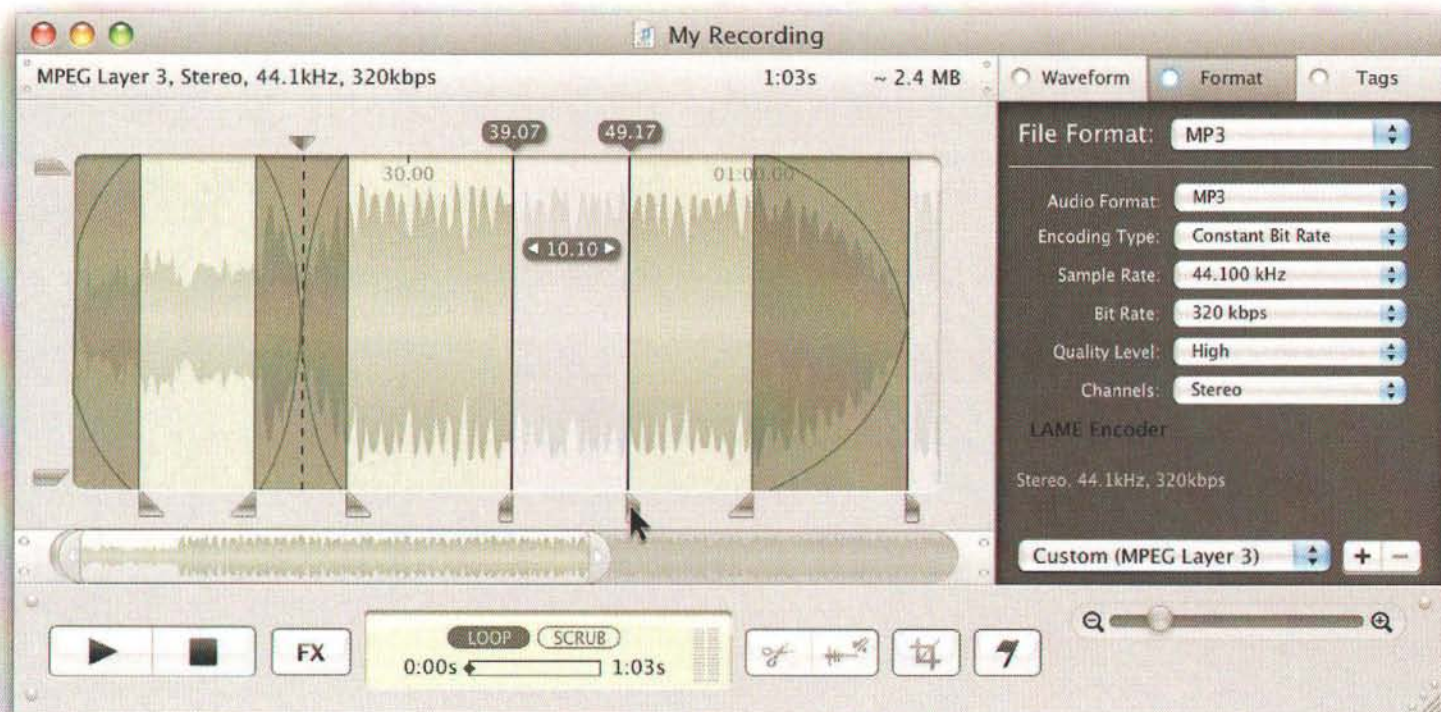 My Recording
MPEG Layer 3, Stereo, 44.1kHz, 320kbps 1:03s ~ 2.4 MB
Waveform Format Tags
39.07 49.17
30.00 01:00.00
10.10
File Format: MP3
Audio Format: MP3
Encoding Type: Constant Bit Rate
Sample Rate: 44.100 kHz
Bit Rate: 320 kbps
Quality Level: High
Channels: Stereo
LAME Encoder
Stereo, 44.1kHz, 320kbps
Custom (MPEG Layer 3) + −
FX
LOOP SCRUB
0:00s 1:03s